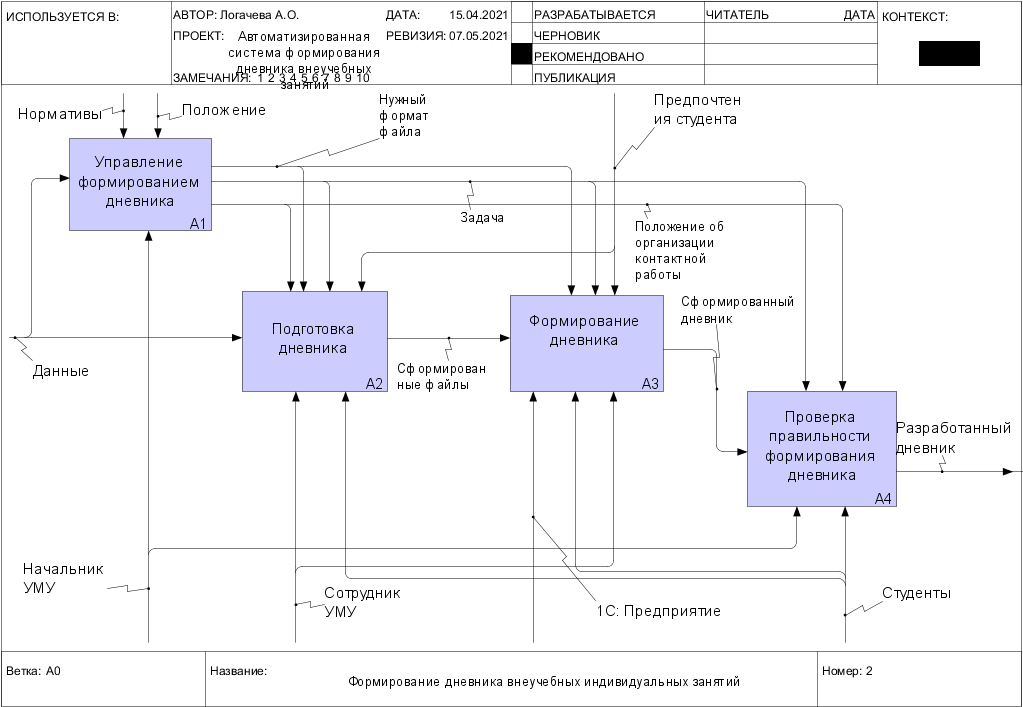 ИСПОЛЬЗУЕТСЯ В:
АВТОР: Логачева А.О.
ДАТА: 15.04.2021
ПРОЕКТ: Автоматизированная
система формирования
дневника внеучебных
занятий
РЕВИЗИЯ: 07.05.2021
ЗАМЕЧАНИЯ: 1 2 3 4 5 6 7 8 9 10
РАЗРАБАТЫВАЕТСЯ
ЧЕРНОВИК
РЕКОМЕНДОВАНО
ПУБЛИКАЦИЯ
ЧИТАТЕЛЬ
ДАТА
КОНТЕКСТ:
Нормативы
Положение
Нужный
формат
файла
Предпочтен
ия студента
Управление
формированием
дневника
A1
Задача
Положение об
организации
контактной
работы
Подготовка
дневника
A2
Формирование
дневника
A3
Сформированный
дневник
Данные
Сформирован
ные файлы
Проверка
правильности
формирования
дневника
A4
Разработанный
дневник
Начальник
УМУ
Сотрудник
УМУ
1С: Предприятие
Студенты
Ветка: A0
Название:
Формирование дневника внеучебных индивидуальных занятий
Номер: 2